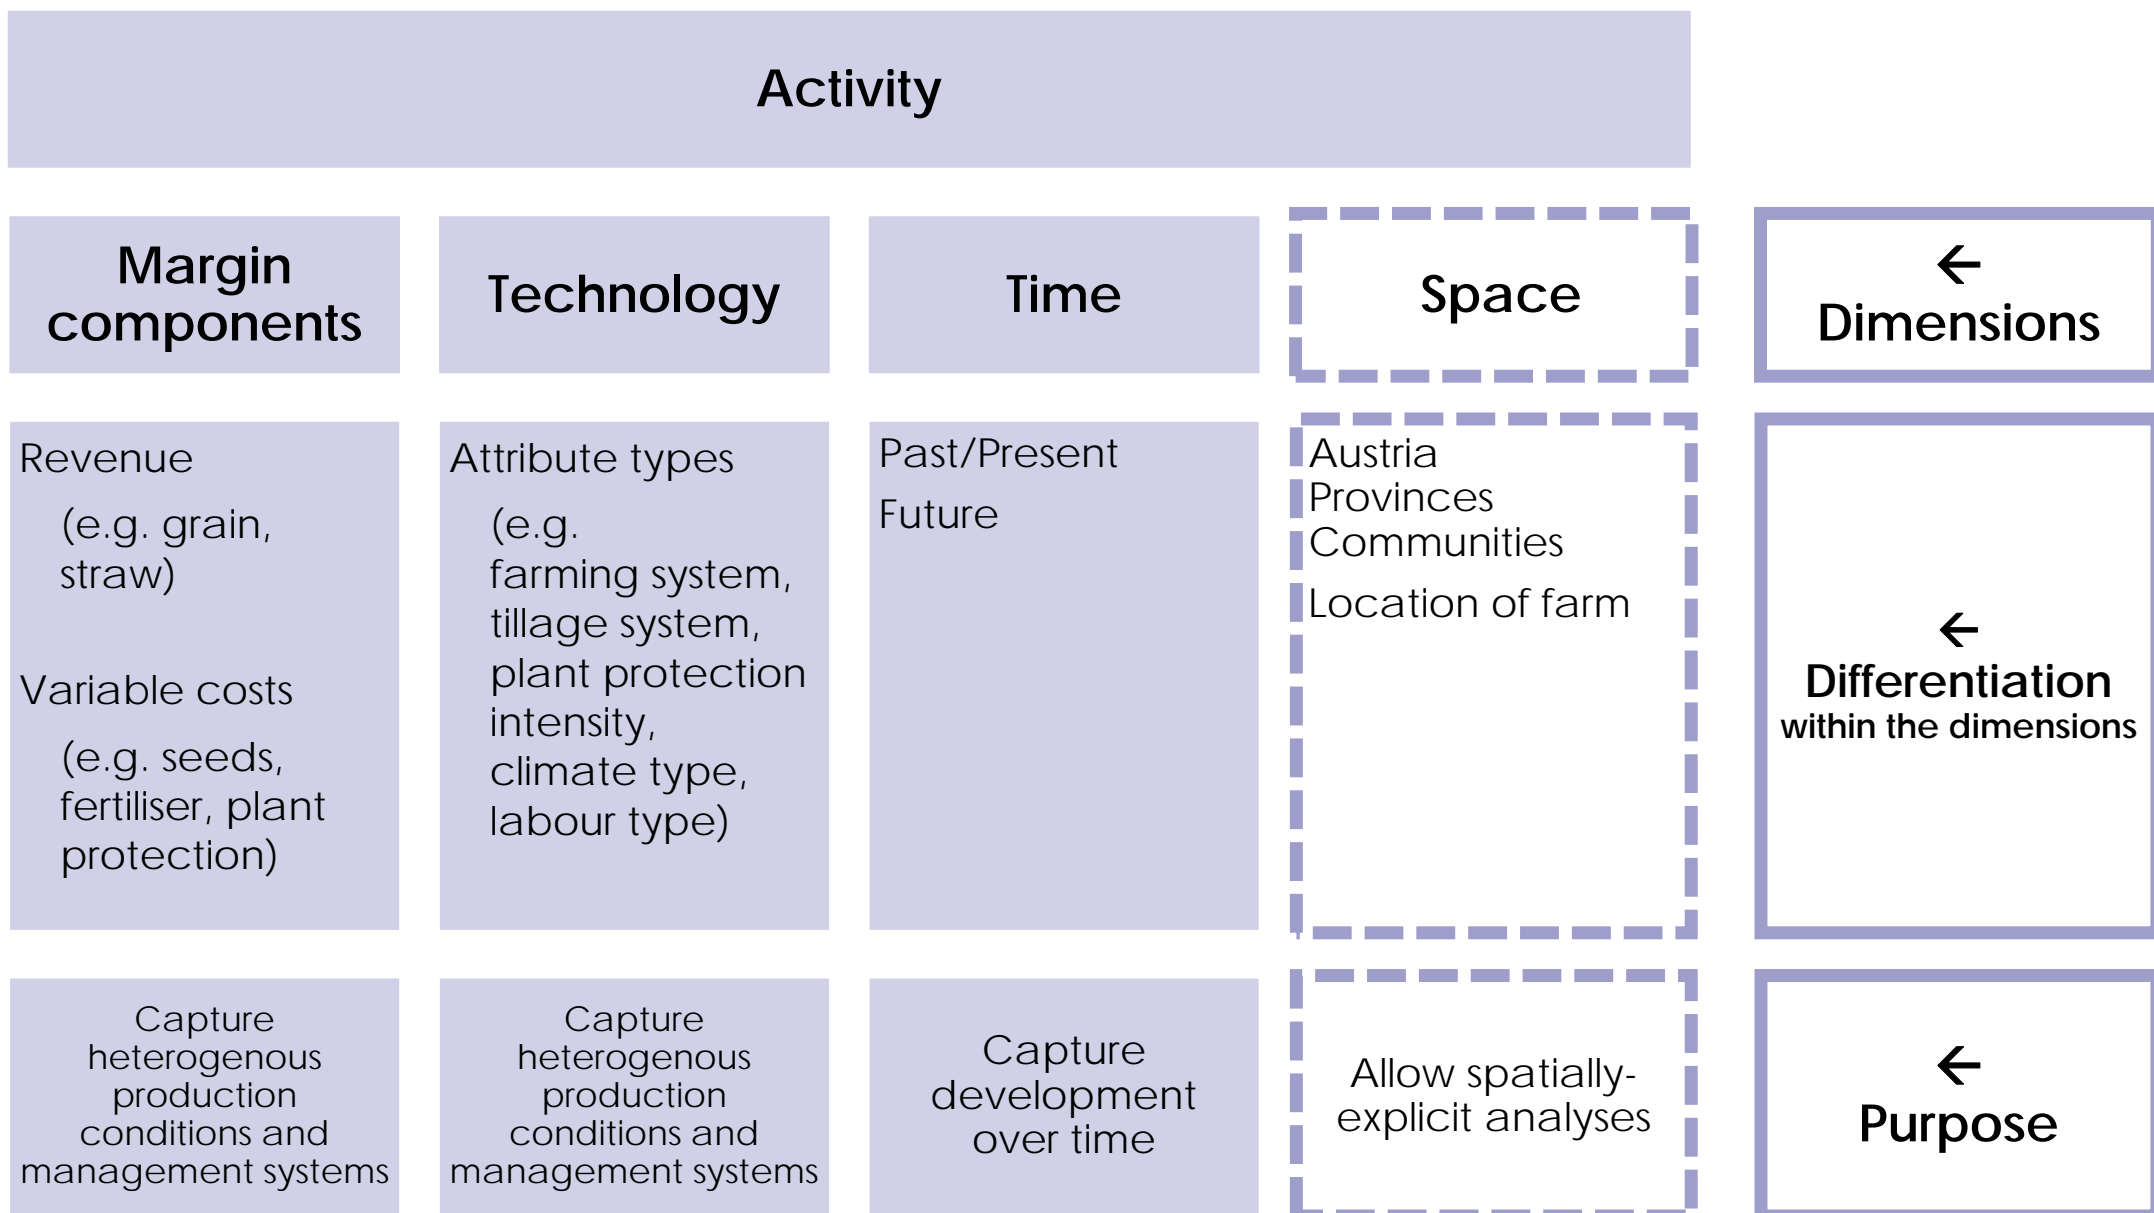 Activity
Margin
components
Technology
Time
Space
←
Dimensions
Revenue
(e.g. grain,
straw)
Variable costs
(e.g. seeds,
fertiliser, plant
protection)
Attribute types
(e.g.
farming system,
tillage system,
plant protection
intensity,
climate type,
labour type)
Past/Present
Future
Austria
Provinces
Communities
Location of farm
←
Differentiation
within the dimensions
Capture
heterogenous
production
conditions and
management systems
Capture
heterogenous
production
conditions and
management systems
Capture
development
over time
Allow spatially-
explicit analyses
←
Purpose